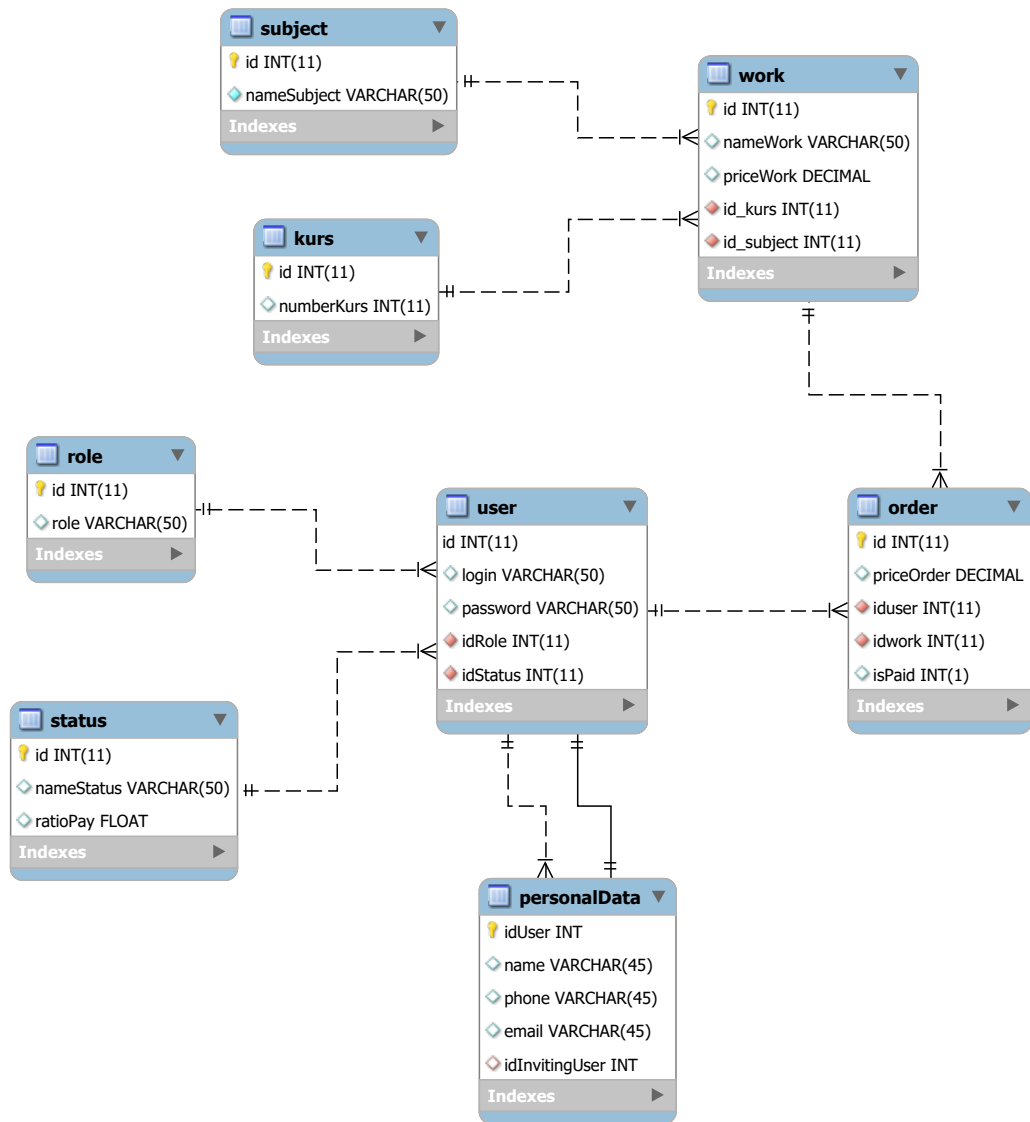 subject
id INT(11)
nameSubject VARCHAR(50)
Indexes
work
id INT(11)
nameWork VARCHAR(50)
priceWork DECIMAL
id_kurs INT(11)
id_subject INT(11)
Indexes
kurs
id INT(11)
numberKurs INT(11)
Indexes
role
id INT(11)
role VARCHAR(50)
Indexes
user
id INT(11)
login VARCHAR(50)
password VARCHAR(50)
idRole INT(11)
idStatus INT(11)
Indexes
order
id INT(11)
priceOrder DECIMAL
iduser INT(11)
idwork INT(11)
isPaid INT(1)
Indexes
status
id INT(11)
nameStatus VARCHAR(50)
ratioPay FLOAT
Indexes
personalData
idUser INT
name VARCHAR(45)
phone VARCHAR(45)
email VARCHAR(45)
idInvitingUser INT
Indexes